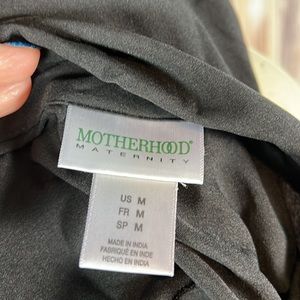 MOTHERHOOD®
MATERNITY
US M
FR M
SP M
MADE IN INDIA
FABRIQUÉ EN INDE
HECHO EN INDIA